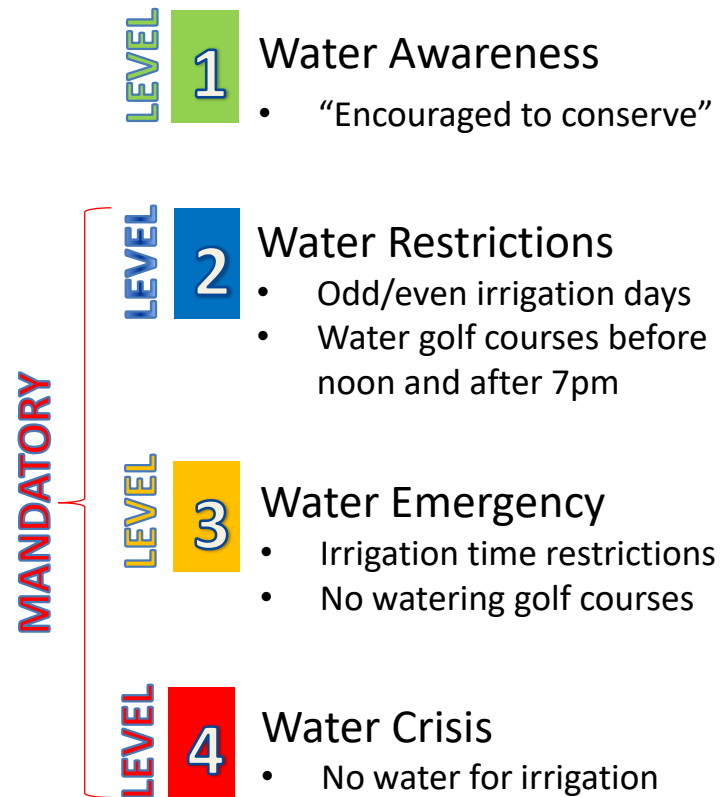 LEVEL 1 Water Awareness
• “Encouraged to conserve”
MANDATORY
LEVEL 2 Water Restrictions
• Odd/even irrigation days
• Water golf courses before
noon and after 7pm
LEVEL 3 Water Emergency
• Irrigation time restrictions
• No watering golf courses
LEVEL 4 Water Crisis
• No water for irrigation